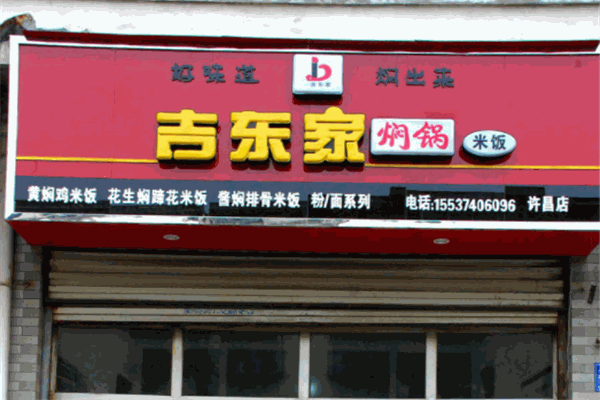 好味道 焖出来
吉东家 焖锅 米饭
黄焖鸡米饭 花生焖蹄花米饭 酱焖排骨米饭 粉/面系列 电话:15537406096 许昌店